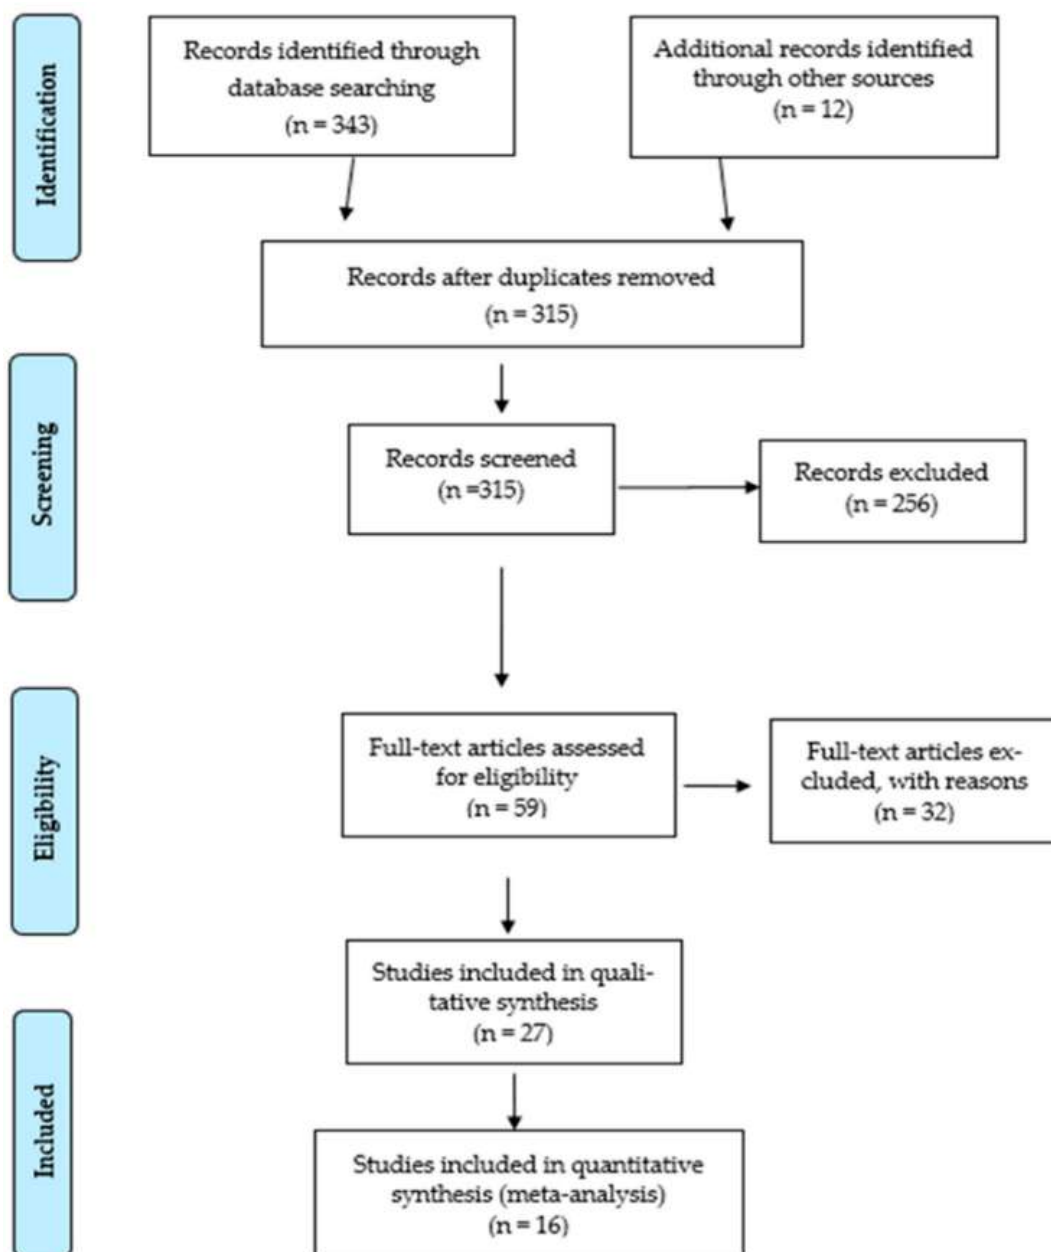 Identification
Records identified through
database searching
(n = 343)
Additional records identified
through other sources
(n = 12)
Records after duplicates removed
(n = 315)
Screening
Records screened
(n =315)
Records excluded
(n = 256)
Eligibility
Full-text articles assessed
for eligibility
(n = 59)
Full-text articles ex-
cluded, with reasons
(n = 32)
Studies included in quali-
tative synthesis
(n = 27)
Included
Studies included in quantitative
synthesis (meta-analysis)
(n = 16)